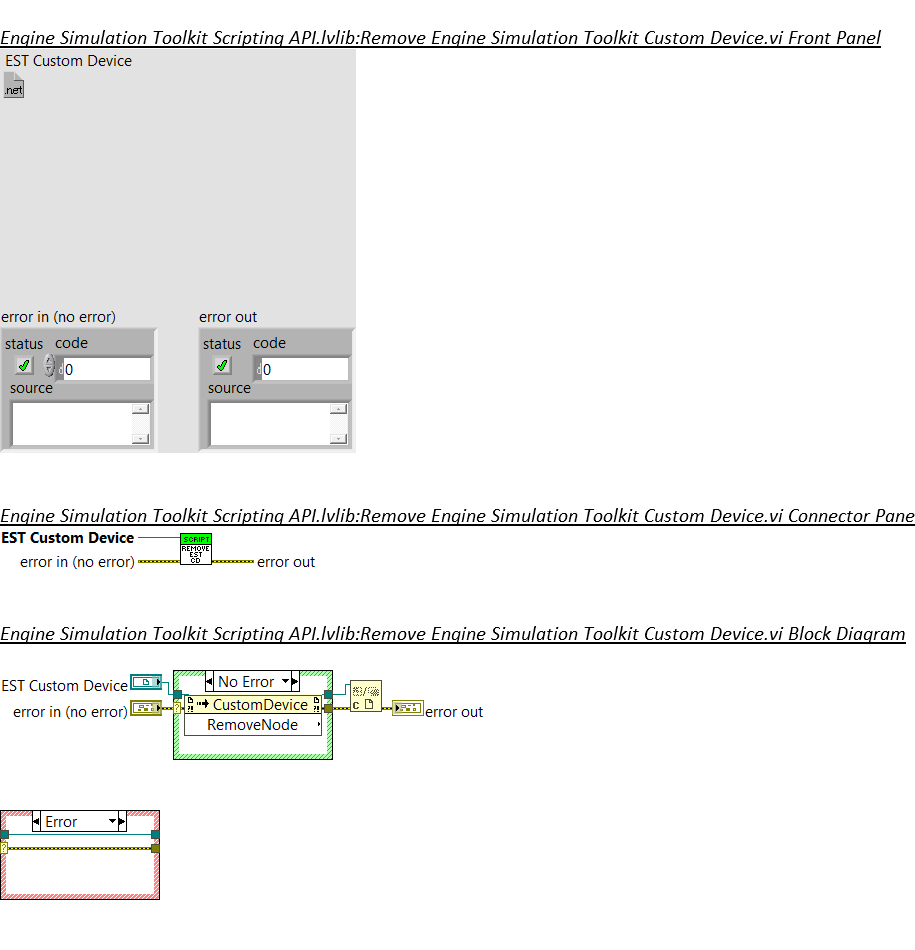 Engine Simulation Toolkit Scripting API.lvlib:Remove Engine Simulation Toolkit Custom Device.vi Front Panel
EST Custom Device
.net
error in (no error)
error out
status code
0
source
status code
0
source
Engine Simulation Toolkit Scripting API.lvlib:Remove Engine Simulation Toolkit Custom Device.vi Connector Pane
EST Custom Device
SCRIPT
REMOVE
EST
CD
error in (no error)
error out
Engine Simulation Toolkit Scripting API.lvlib:Remove Engine Simulation Toolkit Custom Device.vi Block Diagram
No Error
EST Custom Device
CustomDevice
error in (no error)
error out
RemoveNode
Error